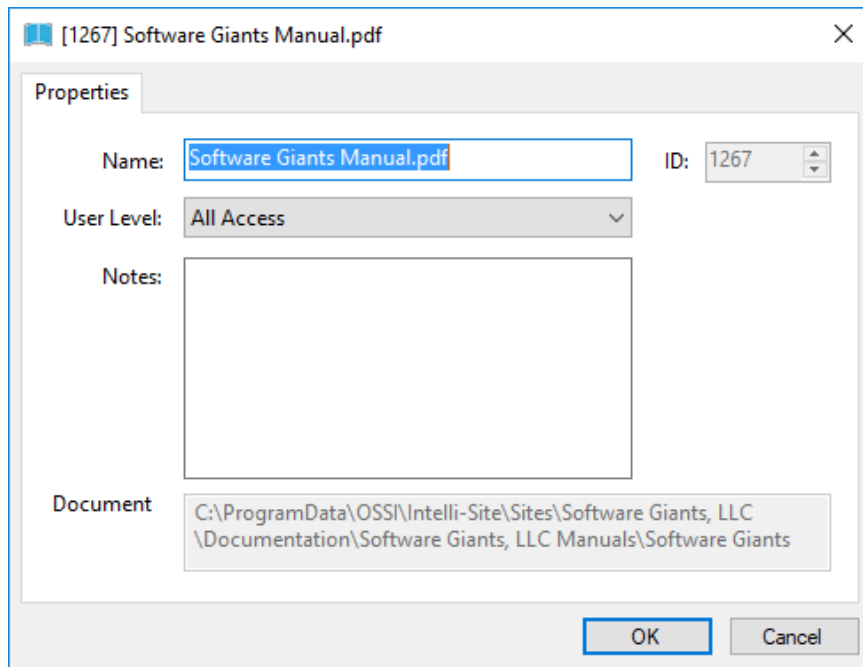 [1267] Software Giants Manual.pdf
Properties
Name: Software Giants Manual.pdf ID: 1267
User Level: All Access
Notes:
Document C:\ProgramData\OSSI\Intelli-Site\Sites\Software Giants, LLC
\Documentation\Software Giants, LLC Manuals\Software Giants
OK Cancel